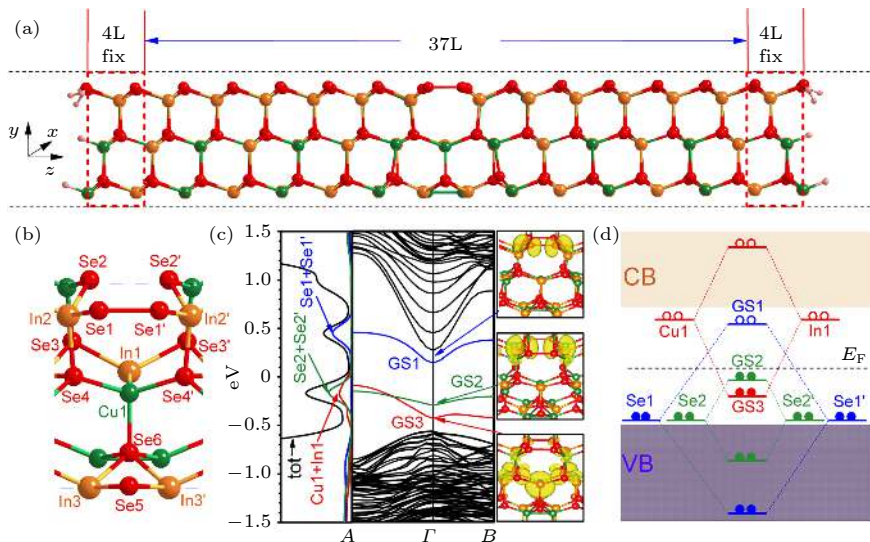 (a)
4L
fix
37L
4L
fix
y
x
z
(b)
Se2
Se2'
In2
In2'
Se1
Se1'
Se3
Se3'
In1
Se4
Se4'
Cu1
Se6
In3
In3'
Se5
(c)
eV
1.5
1.0
0.5
0
−0.5
−1.0
−1.5
Se1+Se1'
Se2+Se2'
Cu1+In1
tot
GS1
GS2
GS3
A
Γ
B
(d)
CB
Cu1
GS1
In1
E_F
GS2
GS3
Se1
Se2
Se2'
Se1'
VB